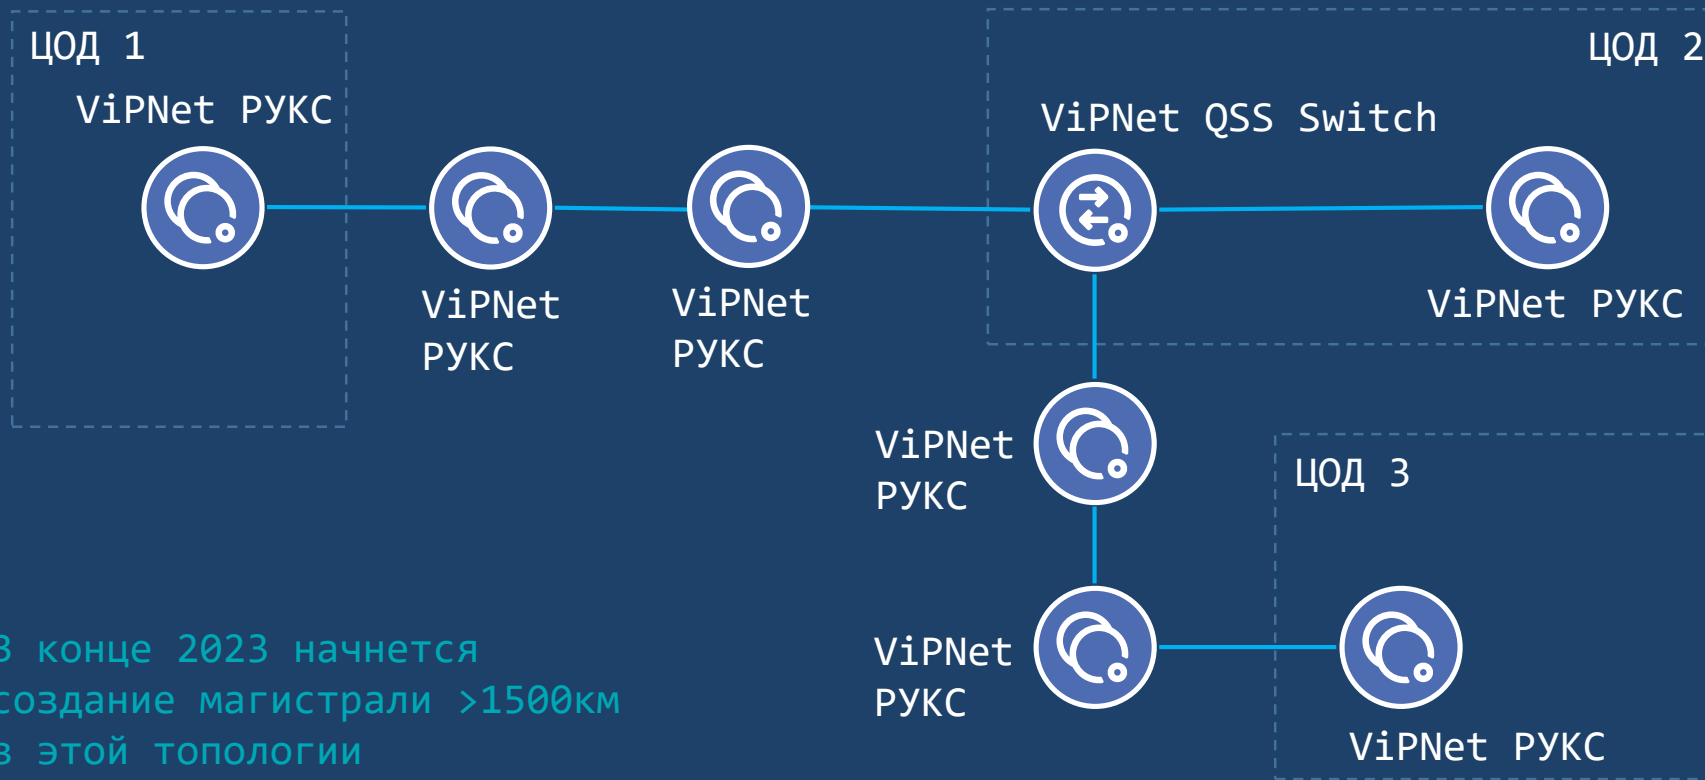 ЦОД 1
ЦОД 2
ViPNet РУКС
ViPNet QSS Switch
ViPNet
РУКС
ViPNet
РУКС
ViPNet РУКС
ViPNet
РУКС
ЦОД 3
ViPNet
РУКС
ViPNet РУКС
В конце 2023 начнется
создание магистрали >1500км
в этой топологии